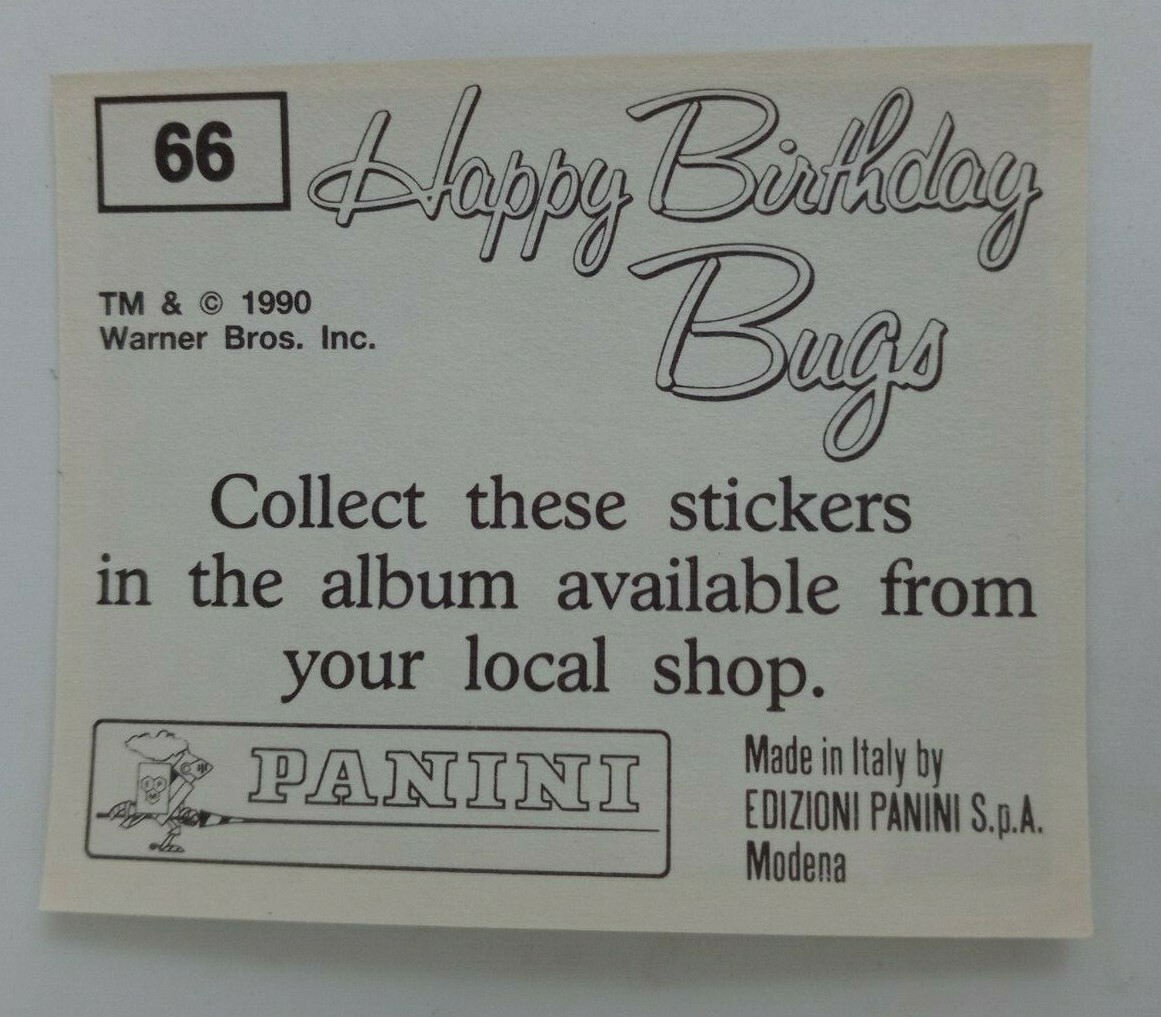 66
Happy Birthday
Bugs
TM & © 1990
Warner Bros. Inc.
Collect these stickers
in the album available from
your local shop.
PANINI
Made in Italy by
EDIZIONI PANINI S.p.A.
Modena